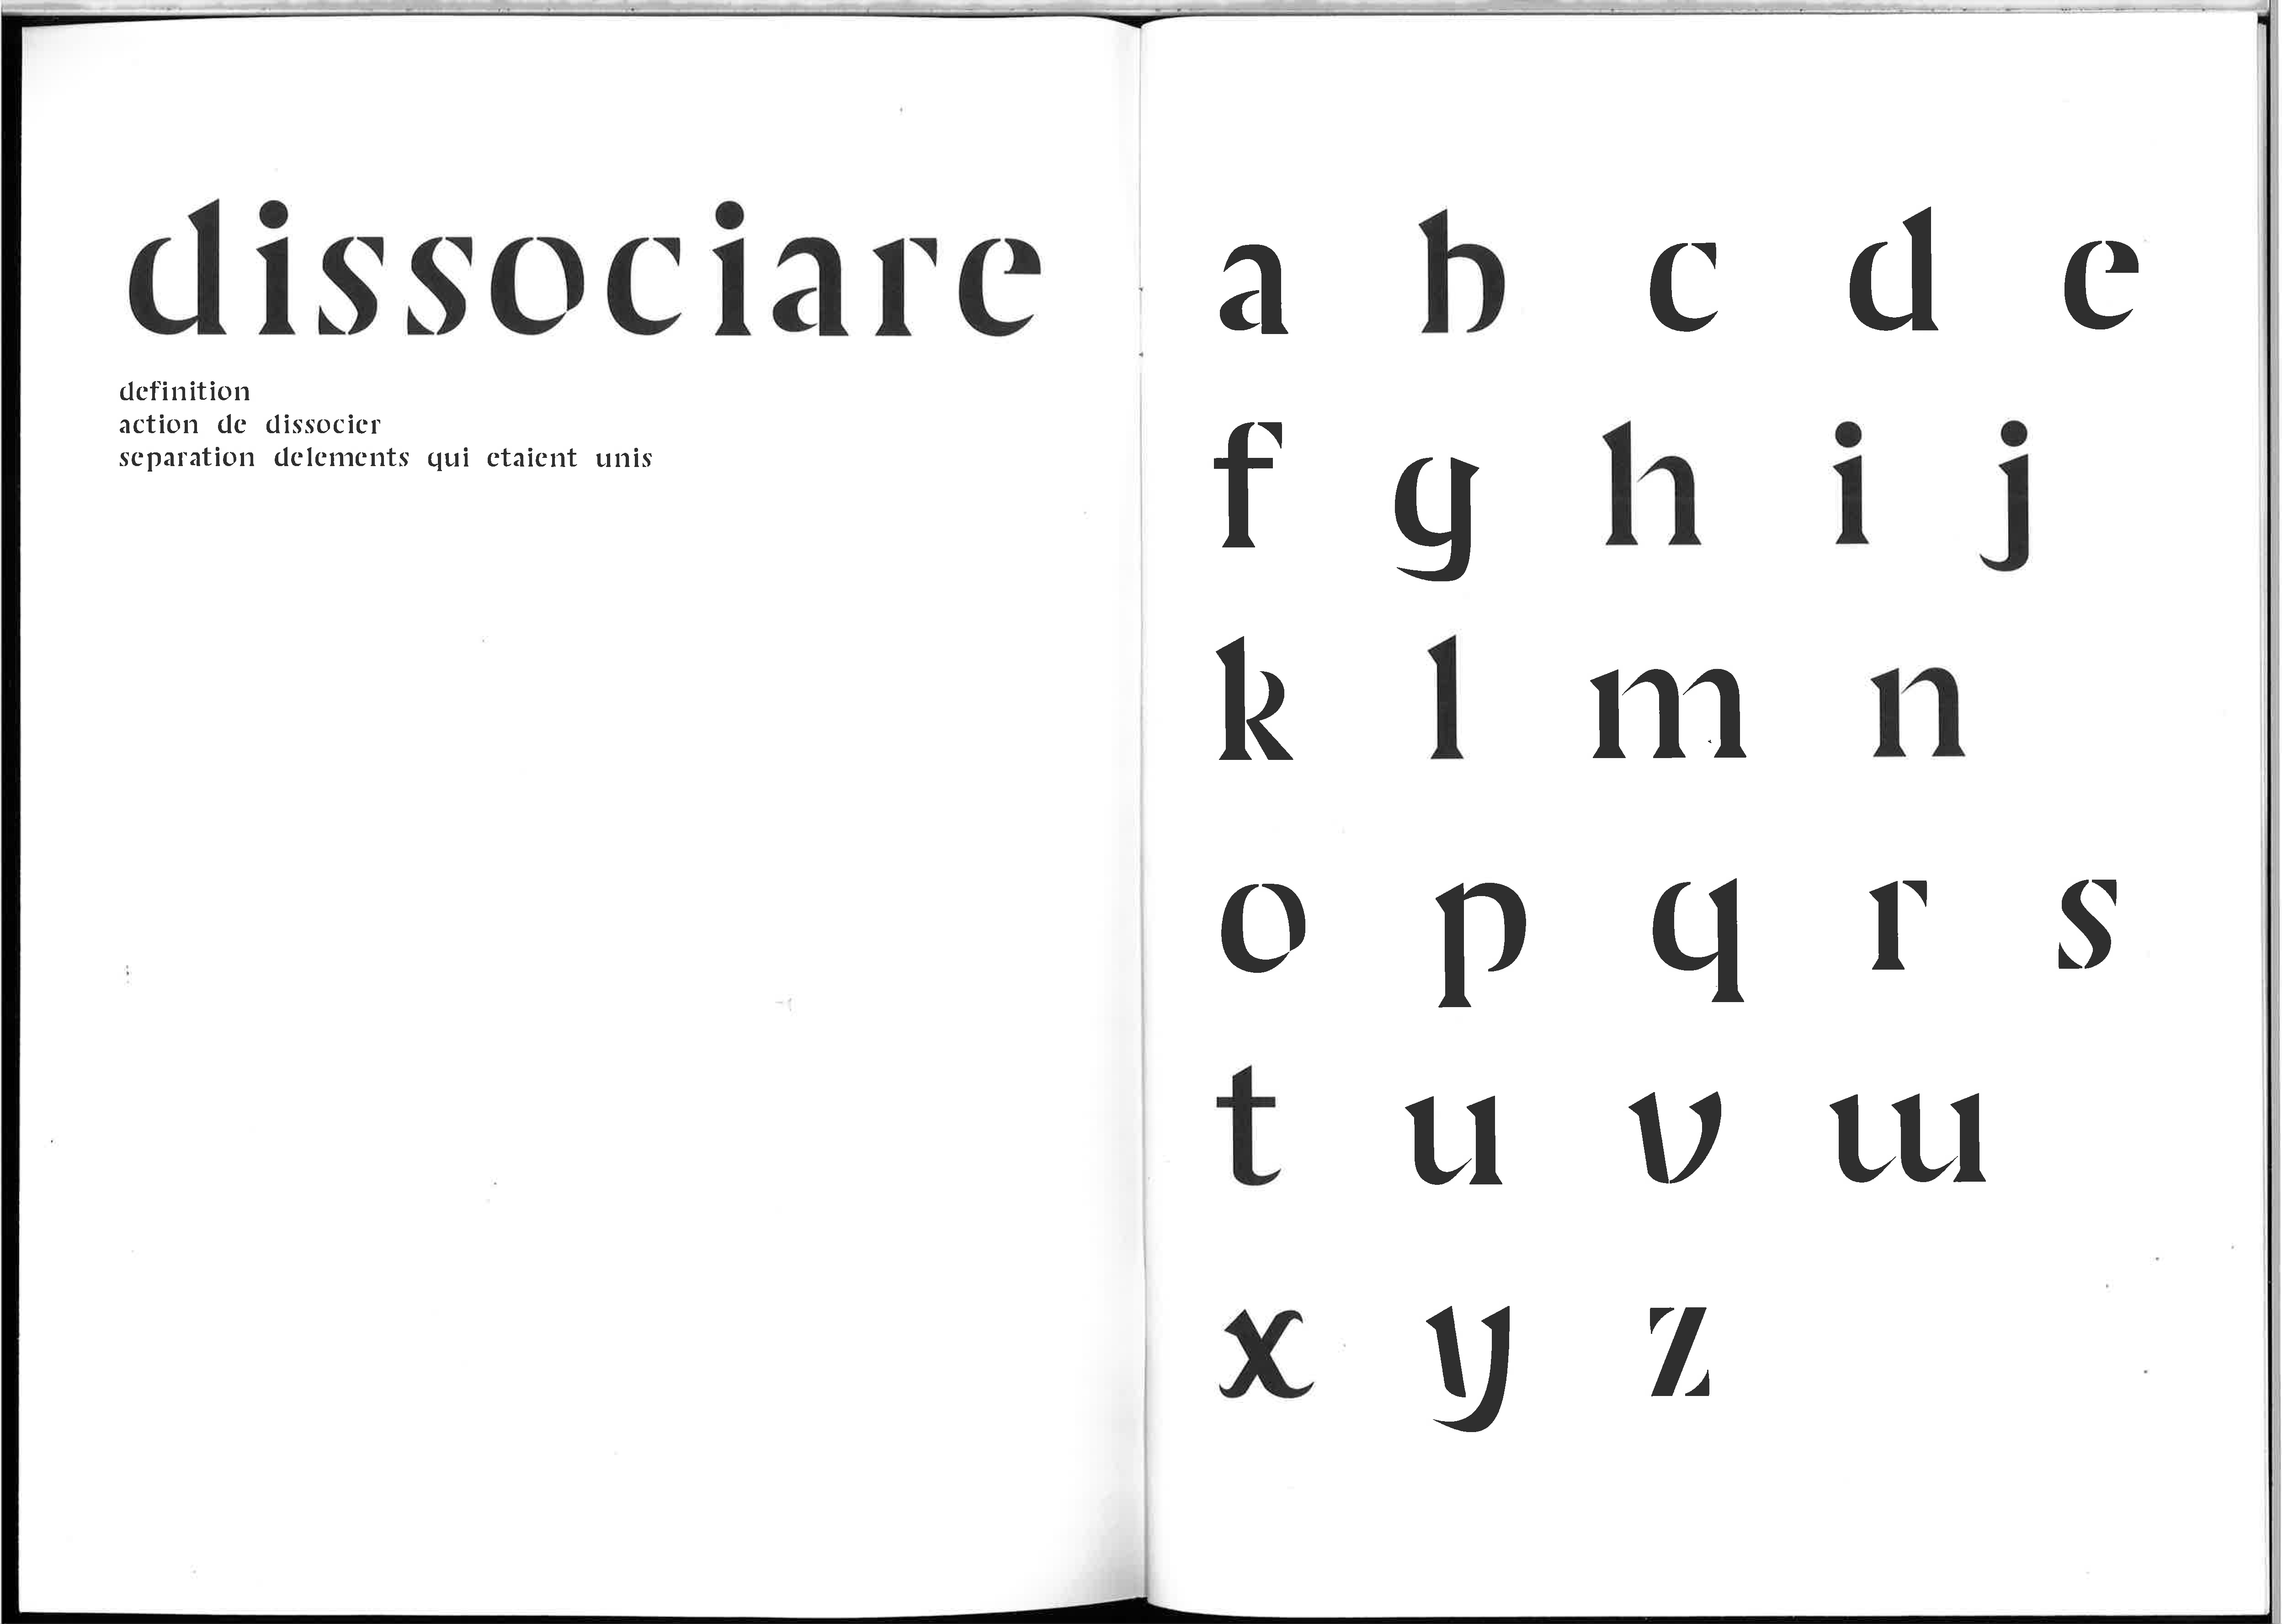 dissociare
definition
action de dissocier
separation delements qui etaient unis
a b c d e
f g h i j
k l m n
o p q r s
t u v w
x y z